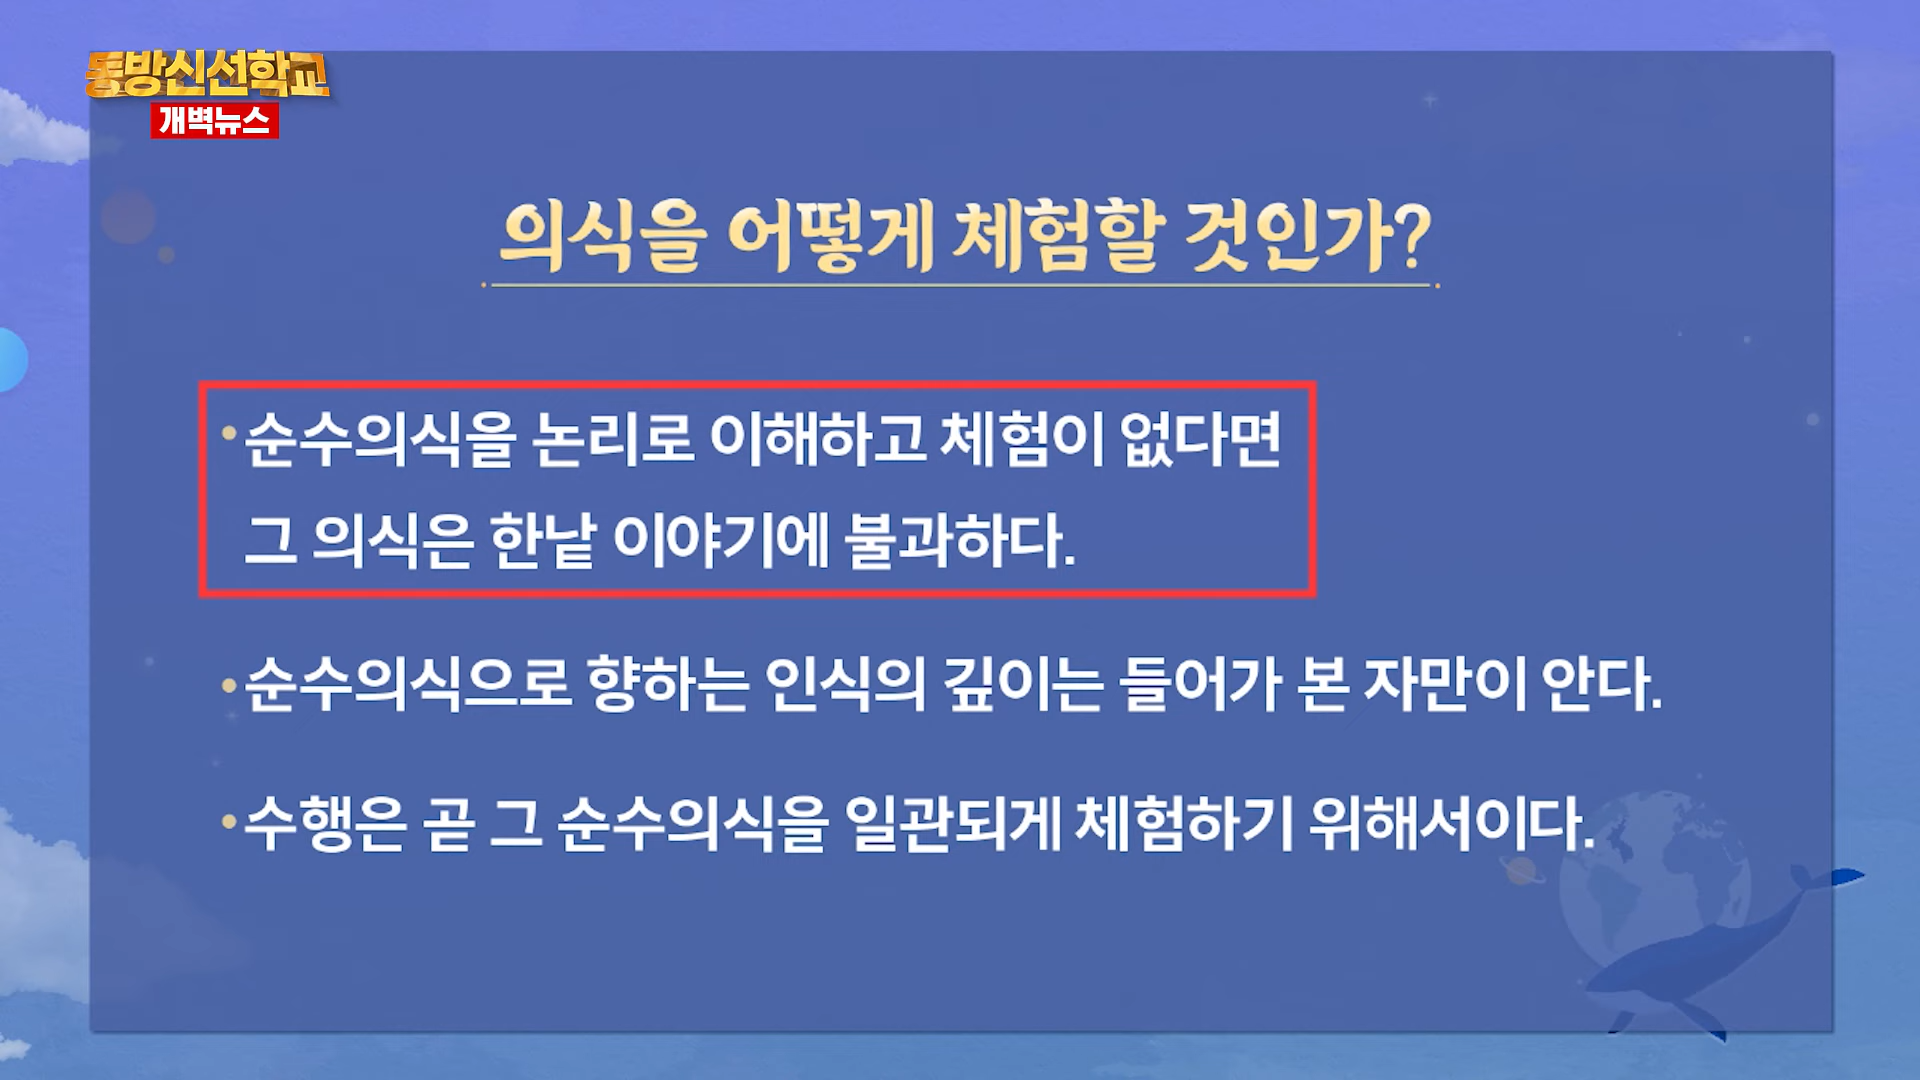 동방신선학교
개벽뉴스
의식을 어떻게 체험할 것인가?
•순수의식을 논리로 이해하고 체험이 없다면
그 의식은 한낱 이야기에 불과하다.
•순수의식으로 향하는 인식의 깊이는 들어가 본 자만이 안다.
•수행은 곧 그 순수의식을 일관되게 체험하기 위해서이다.